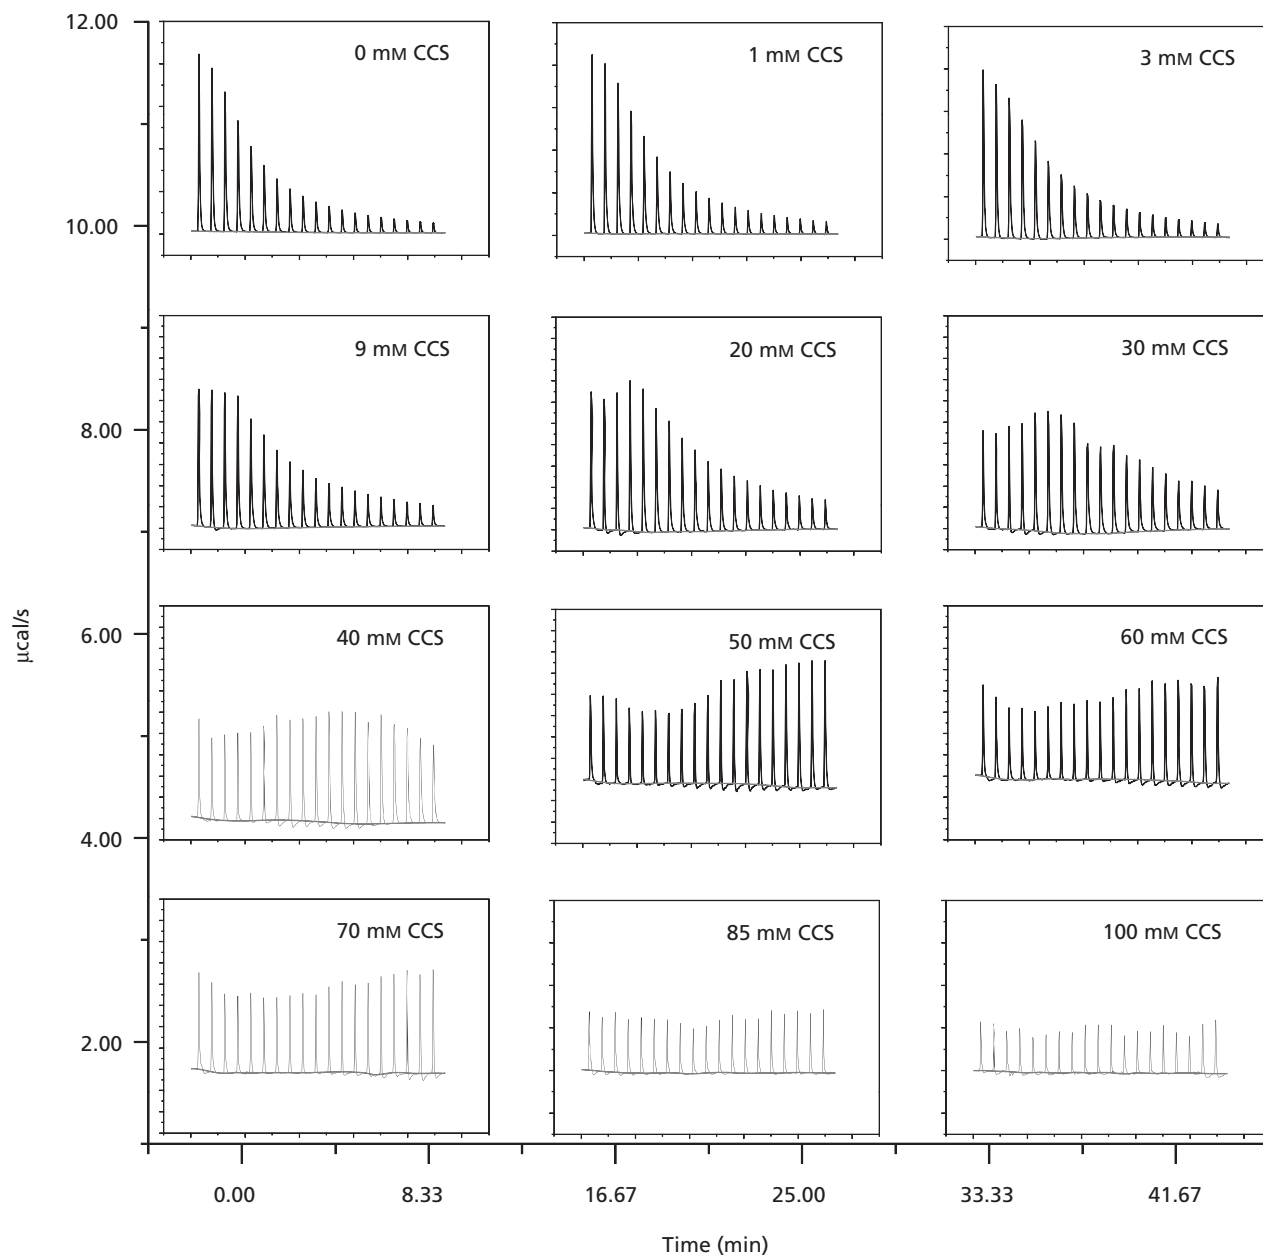 12.00
0 mM CCS
1 mM CCS
3 mM CCS
10.00
9 mM CCS
20 mM CCS
30 mM CCS
8.00
µcal/s
6.00
40 mM CCS
50 mM CCS
60 mM CCS
4.00
70 mM CCS
85 mM CCS
100 mM CCS
2.00
0.00 8.33 16.67 25.00 33.33 41.67
Time (min)